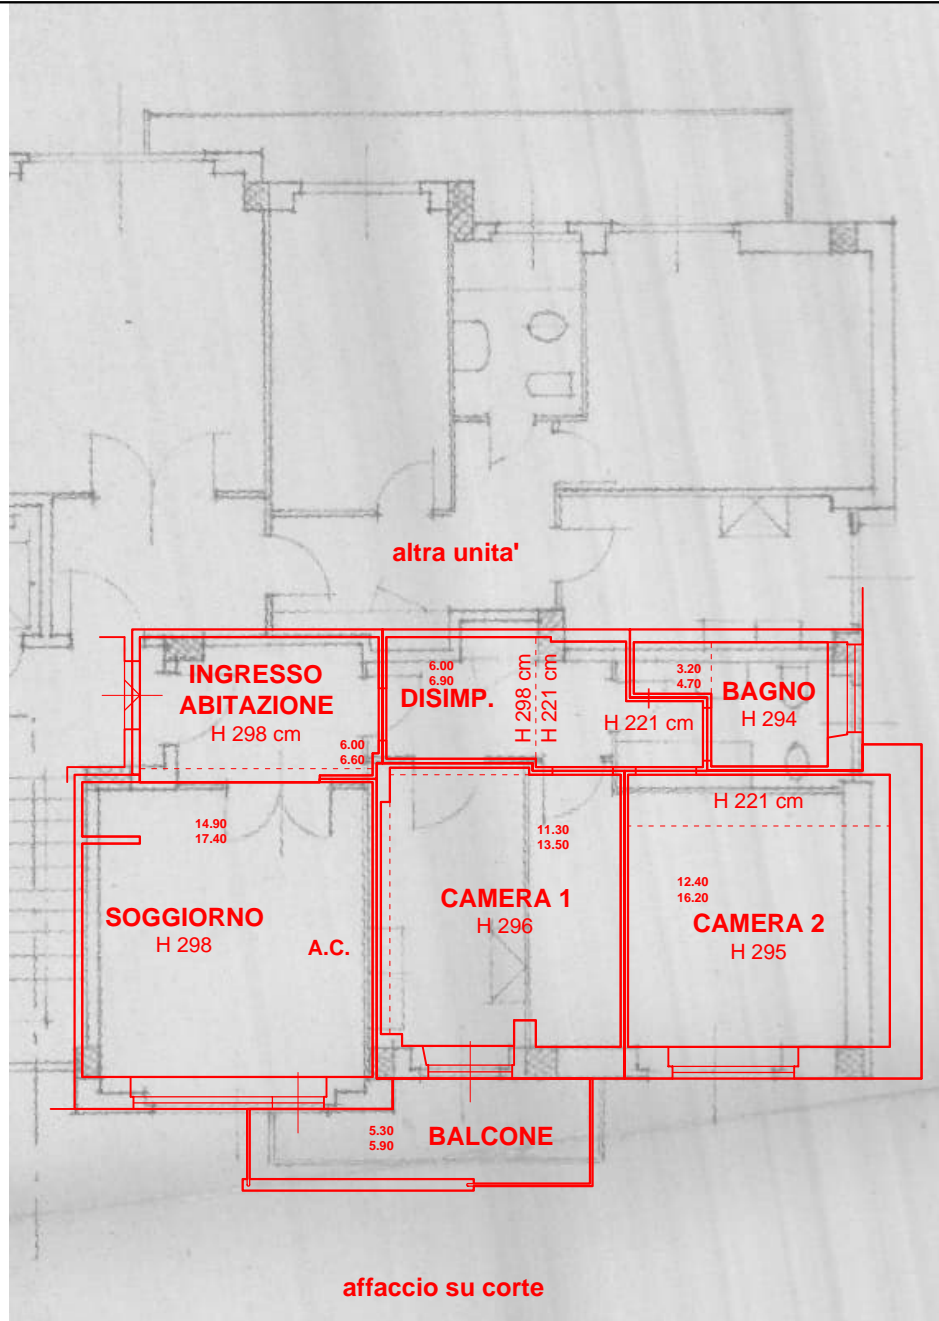 altra unita'
INGRESSO
ABITAZIONE
H 298 cm
6.00
6.60
6.00
6.90
DISIMP.
H 298 cm
H 221 cm
H 221 cm
3.20
4.70
BAGNO
H 294
14.90
17.40
SOGGIORNO
H 298
A.C.
11.30
13.50
CAMERA 1
H 296
H 221 cm
12.40
16.20
CAMERA 2
H 295
5.30
5.90
BALCONE
affaccio su corte